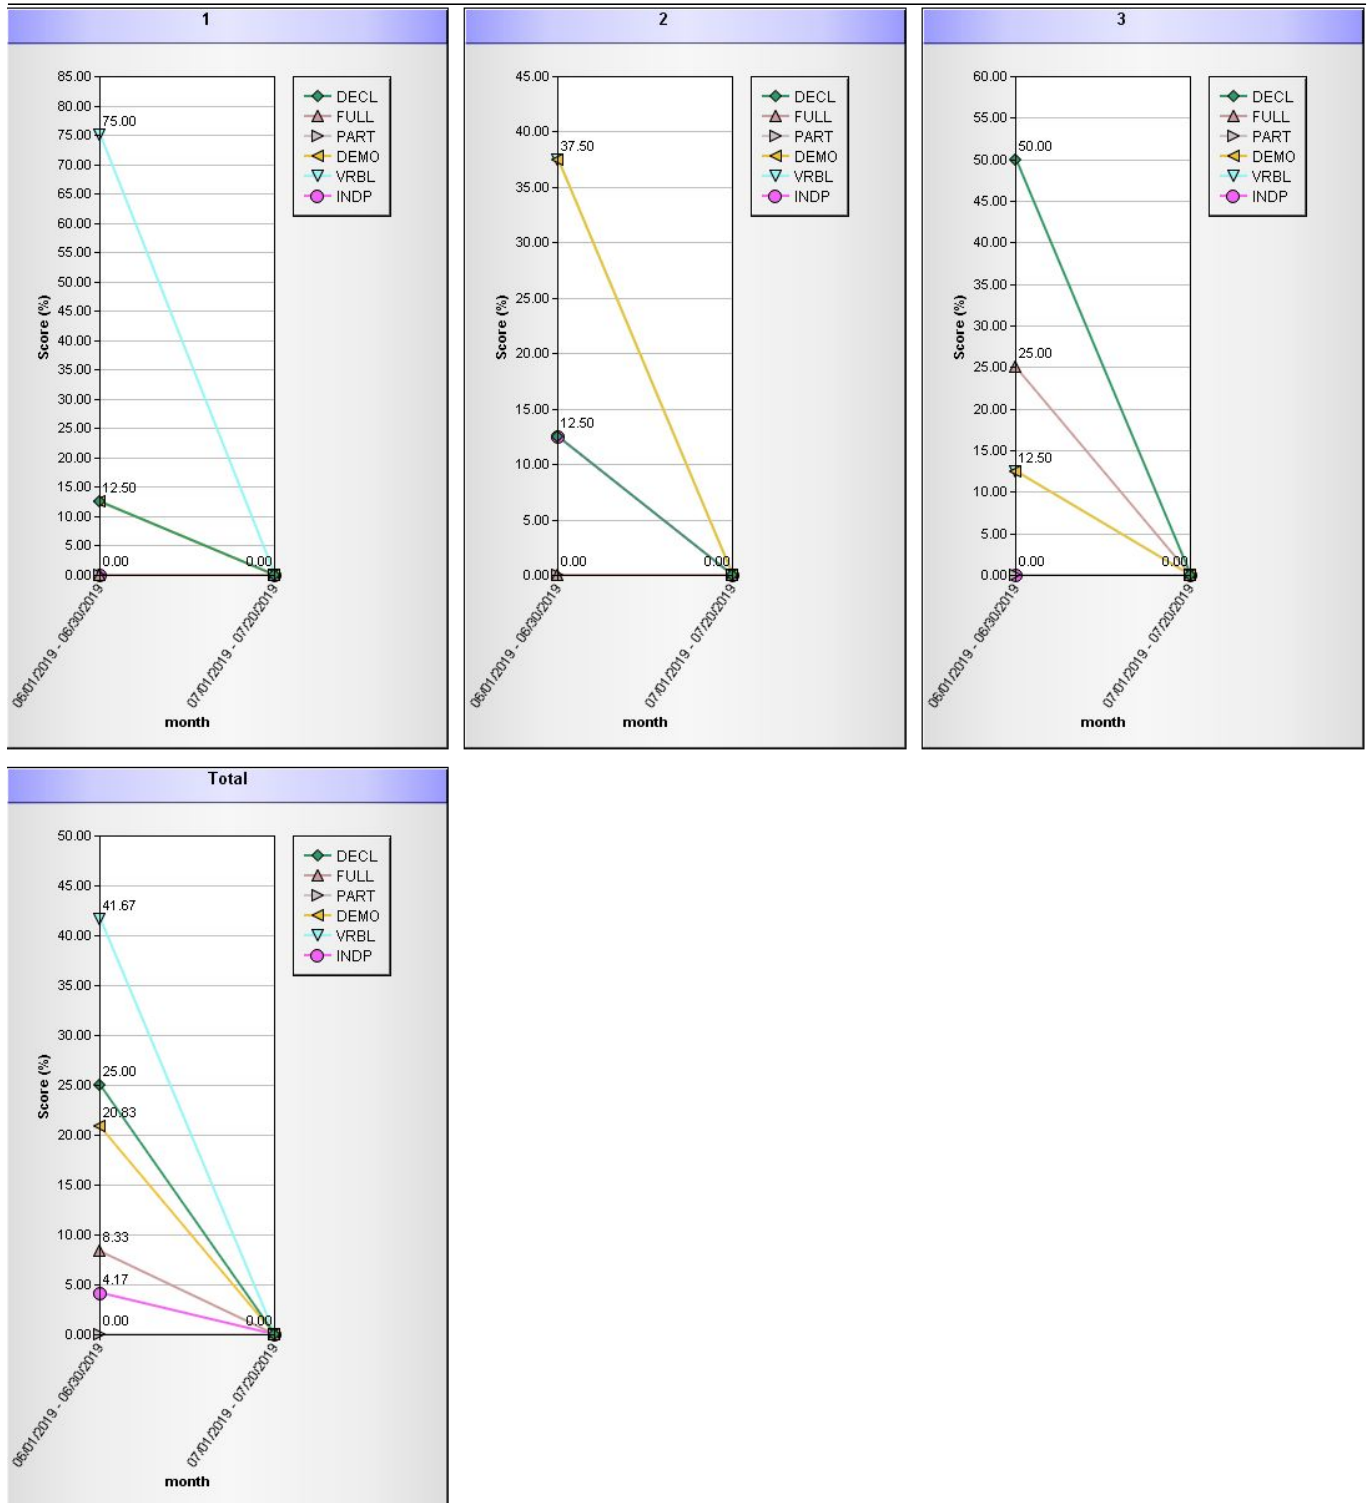 1
85.00
80.00
75.00
70.00
65.00
60.00
55.00
50.00
45.00
40.00
35.00
30.00
25.00
20.00
15.00
10.00
5.00
0.00
Score (%)
75.00
12.50
0.00
0.00
06/01/2019 - 06/30/2019
07/01/2019 - 07/20/2019
month
DECL
FULL
PART
DEMO
VRBL
INDP
2
45.00
40.00
35.00
30.00
25.00
20.00
15.00
10.00
5.00
0.00
Score (%)
37.50
12.50
0.00
0.00
06/01/2019 - 06/30/2019
07/01/2019 - 07/20/2019
month
DECL
FULL
PART
DEMO
VRBL
INDP
3
60.00
55.00
50.00
45.00
40.00
35.00
30.00
25.00
20.00
15.00
10.00
5.00
0.00
Score (%)
50.00
25.00
12.50
0.00
0.00
06/01/2019 - 06/30/2019
07/01/2019 - 07/20/2019
month
DECL
FULL
PART
DEMO
VRBL
INDP
Total
50.00
45.00
40.00
35.00
30.00
25.00
20.00
15.00
10.00
5.00
0.00
Score (%)
41.67
25.00
20.83
8.33
4.17
0.00
0.00
06/01/2019 - 06/30/2019
07/01/2019 - 07/20/2019
month
DECL
FULL
PART
DEMO
VRBL
INDP